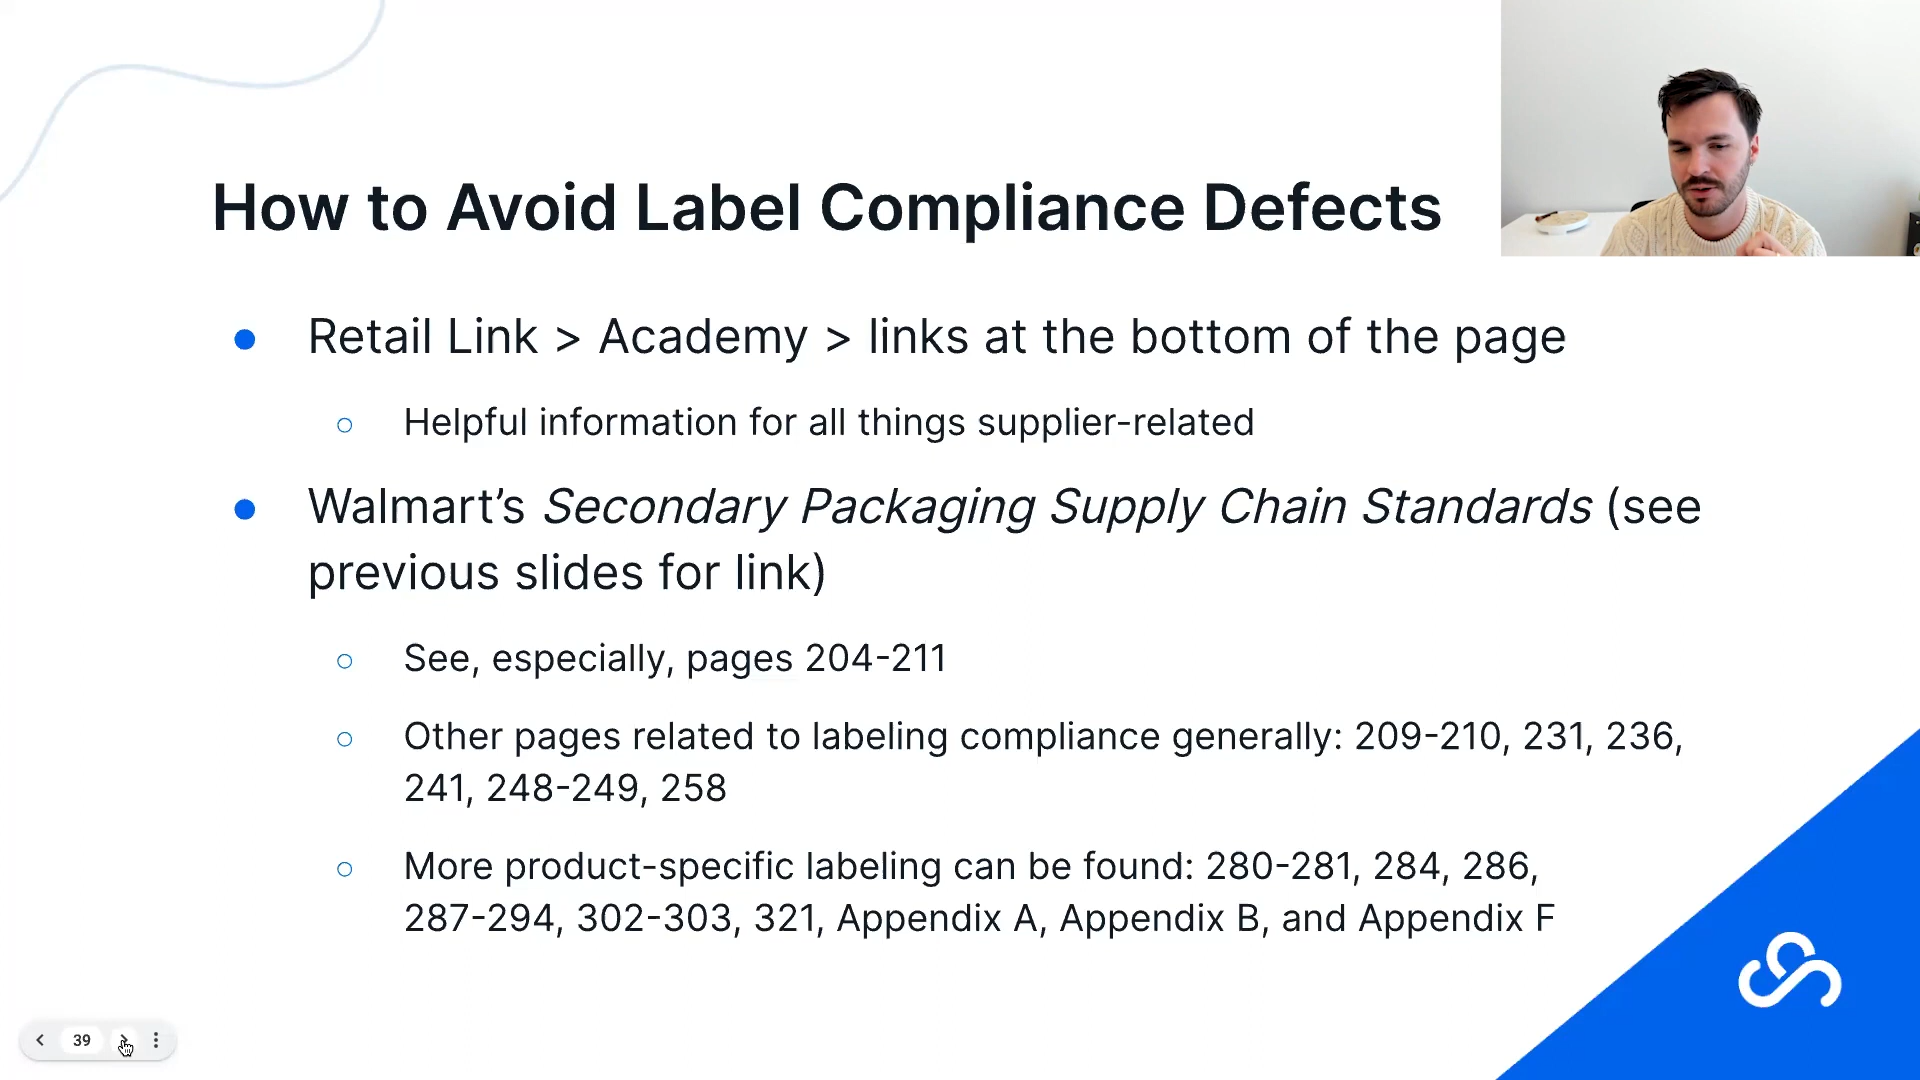 How to Avoid Label Compliance Defects
Retail Link > Academy > links at the bottom of the page
Helpful information for all things supplier-related
Walmart’s Secondary Packaging Supply Chain Standards (see
previous slides for link)
See, especially, pages 204-211
Other pages related to labeling compliance generally: 209-210, 231, 236,
241, 248-249, 258
More product-specific labeling can be found: 280-281, 284, 286,
287-294, 302-303, 321, Appendix A, Appendix B, and Appendix F
39